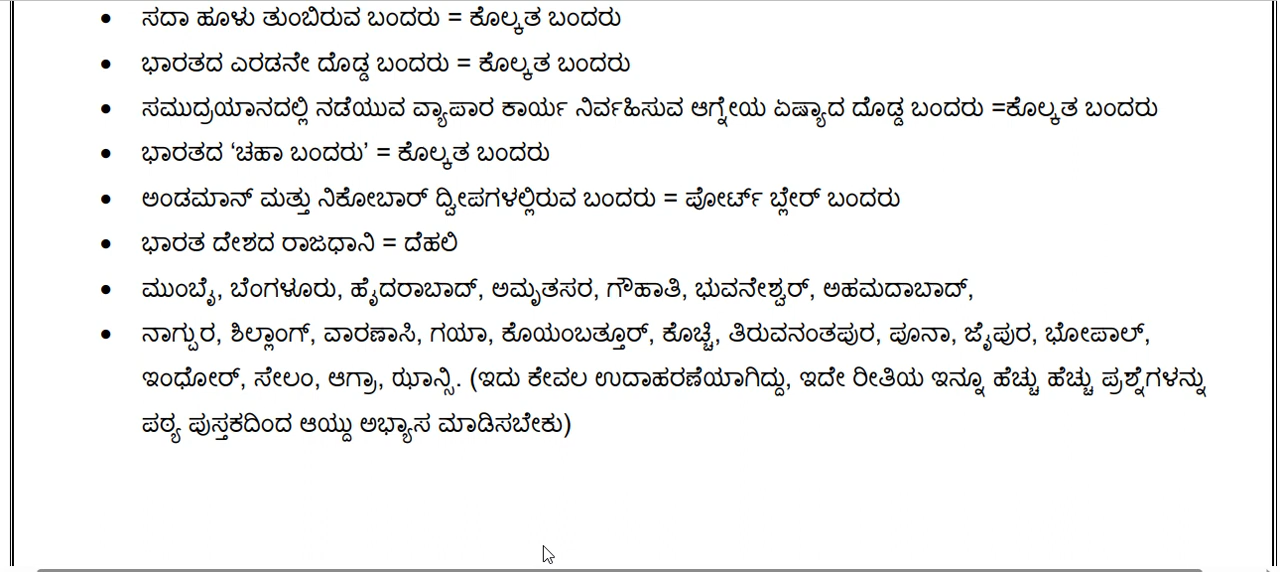 • ಸದಾ ಹೂಳು ತುಂಬಿರುವ ಬಂದರು = ಕೊಲ್ಕತ ಬಂದರು
• ಭಾರತದ ಎರಡನೇ ದೊಡ್ಡ ಬಂದರು = ಕೊಲ್ಕತ ಬಂದರು
• ಸಮುದ್ರಯಾನದಲ್ಲಿ ನಡೆಯುವ ವ್ಯಾಪಾರ ಕಾರ್ಯ ನಿರ್ವಹಿಸುವ ಆಗ್ನೇಯ ಏಷ್ಯಾದ ದೊಡ್ಡ ಬಂದರು =ಕೊಲ್ಕತ ಬಂದರು
• ಭಾರತದ ‘ಚಹಾ ಬಂದರು’ = ಕೊಲ್ಕತ ಬಂದರು
• ಅಂಡಮಾನ್ ಮತ್ತು ನಿಕೋಬಾರ್ ದ್ವೀಪಗಳಲ್ಲಿರುವ ಬಂದರು = ಪೋರ್ಟ್ ಬ್ಲೇರ್ ಬಂದರು
• ಭಾರತ ದೇಶದ ರಾಜಧಾನಿ = ದೆಹಲಿ
• ಮುಂಬೈ, ಬೆಂಗಳೂರು, ಹೈದರಾಬಾದ್, ಅಮೃತಸರ, ಗೌಹಾತಿ, ಭುವನೇಶ್ವರ್, ಅಹಮದಾಬಾದ್,
• ನಾಗ್ಪುರ, ಶಿಲ್ಲಾಂಗ್, ವಾರಣಾಸಿ, ಗಯಾ, ಕೊಯಂಬತ್ತೂರ್, ಕೊಚ್ಚಿ, ತಿರುವನಂತಪುರ, ಪೂನಾ, ಜೈಪುರ, ಭೋಪಾಲ್,
ಇಂಧೋರ್, ಸೇಲಂ, ಆಗ್ರಾ, ಝಾನ್ಸಿ. (ಇದು ಕೇವಲ ಉದಾಹರಣೆಯಾಗಿದ್ದು, ಇದೇ ರೀತಿಯ ಇನ್ನೂ ಹೆಚ್ಚು ಹೆಚ್ಚು ಪ್ರಶ್ನೆಗಳನ್ನು
ಪಠ್ಯ ಪುಸ್ತಕದಿಂದ ಆಯ್ದು ಅಭ್ಯಾಸ ಮಾಡಿಸಬೇಕು)